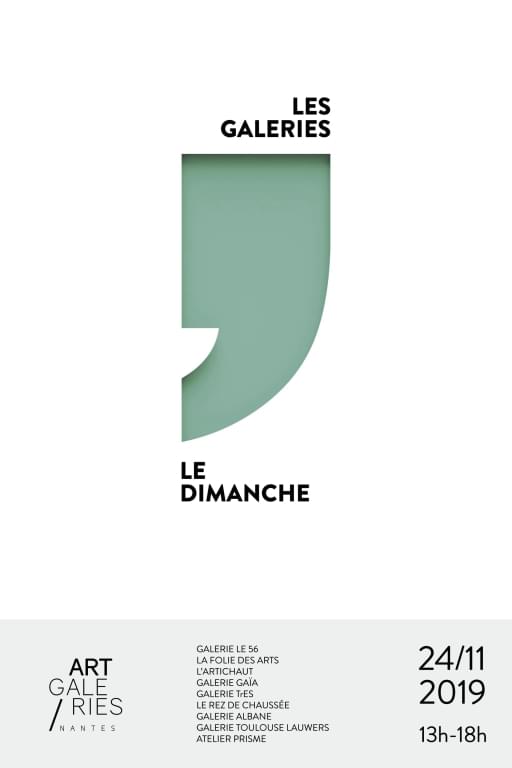 LES
GALERIES
LE
DIMANCHE
ART
GALE
/RIES
NANTES
GALERIE LE 56
LA FOLIE DES ARTS
L'ARTICHAUT
GALERIE GAÏA
GALERIE TrES
LE REZ DE CHAUSSÉE
GALERIE ALBANE
GALERIE TOULOUSE LAUWERS
ATELIER PRISME
24/11
2019
13h-18h